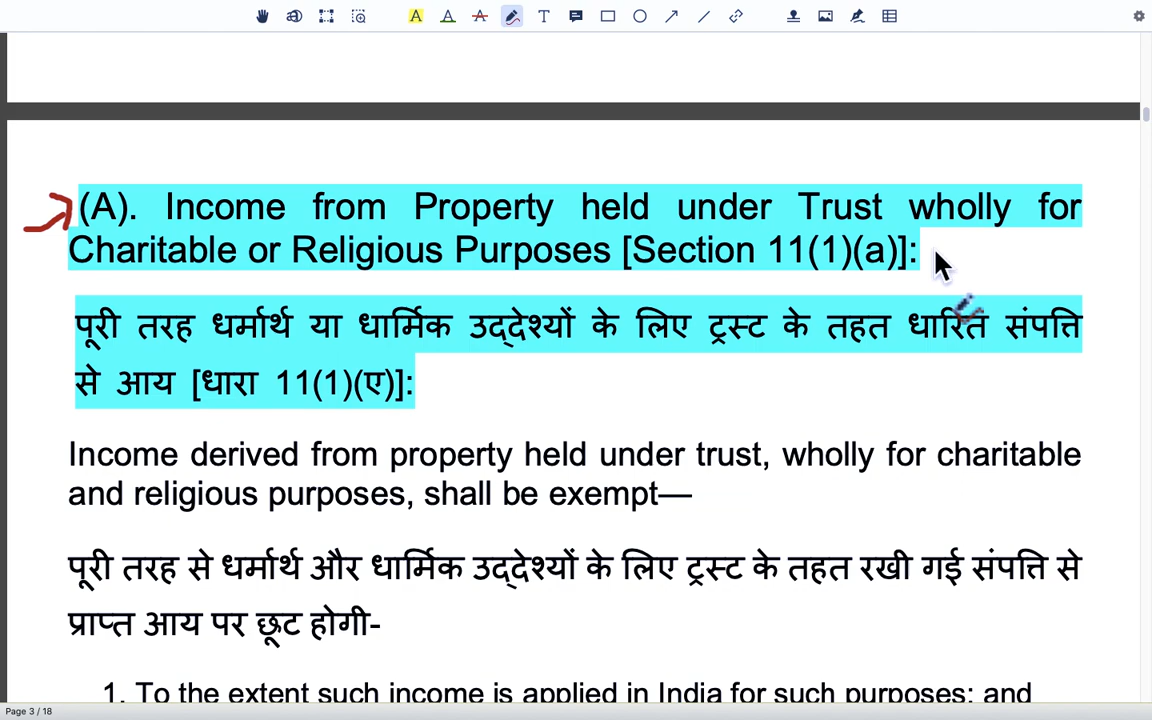 (A). Income from Property held under Trust wholly for
Charitable or Religious Purposes [Section 11(1)(a)]:
पूरी तरह धर्मार्थ या धार्मिक उद्देश्यों के लिए ट्रस्ट के तहत धारित संपत्ति
से आय [धारा 11(1)(ए)]:
Income derived from property held under trust, wholly for charitable
and religious purposes, shall be exempt—
पूरी तरह से धर्मार्थ और धार्मिक उद्देश्यों के लिए ट्रस्ट के तहत रखी गई संपत्ति से
प्राप्त आय पर छूट होगी-
1. To the extent such income is applied in India for such purposes; and
Page 3 / 18